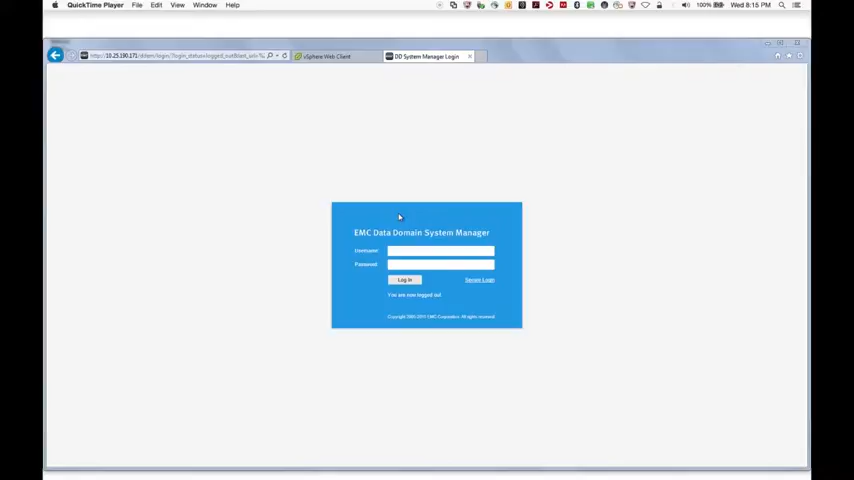 QuickTime Player File Edit View Window Help
100% Wed 8:15 PM
vSphere Web Client
DD System Manager Login
EMC Data Domain System Manager
Username:
Password:
Log in
Secure Login
You are now logged out